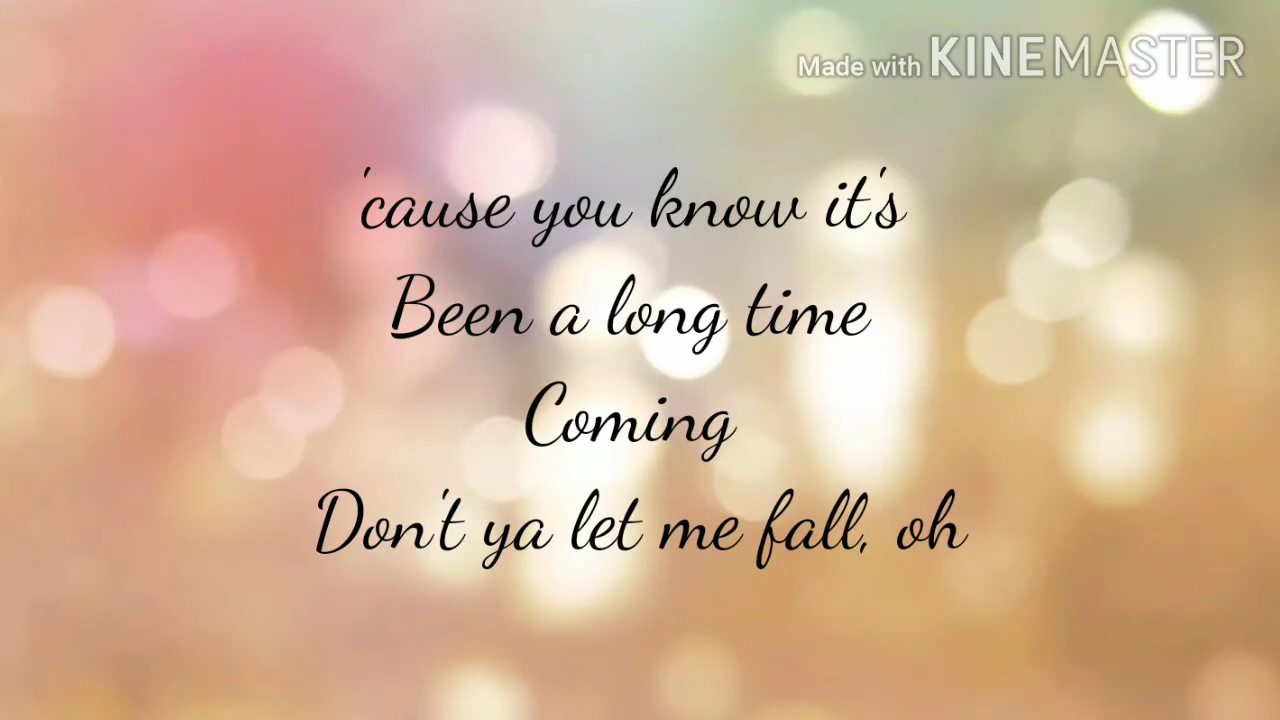 Made with KINEMASTER
'cause you know it's
Been a long time
Coming
Don't ya let me fall, oh